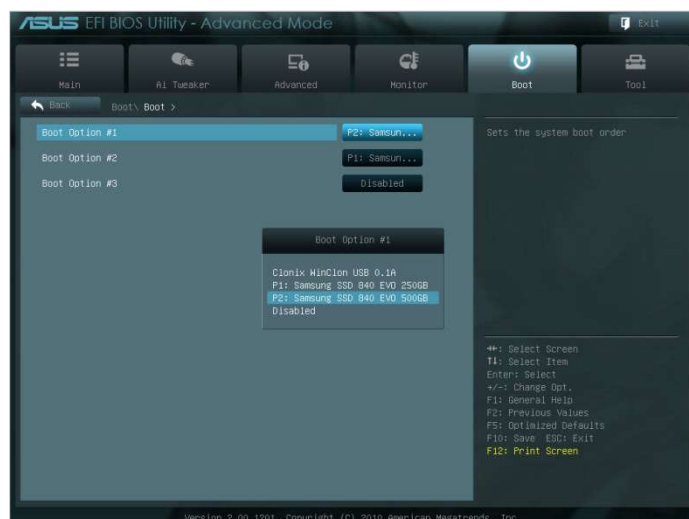 ASUS EFI BIOS Utility - Advanced Mode
Exit
Main
Ai Tweaker
Advanced
Monitor
Boot
Tool
Back
Boot\ Boot >
Boot Option #1
P2: Samsun...
Boot Option #2
P1: Samsun...
Boot Option #3
Disabled
Sets the system boot order
Boot Option #1
Clonix WinClon USB 0.1A
P1: Samsung SSD 840 EVO 250GB
P2: Samsung SSD 840 EVO 500GB
Disabled
→←: Select Screen
↑↓: Select Item
Enter: Select
+/-: Change Opt.
F1: General Help
F2: Previous Values
F5: Optimized Defaults
F10: Save ESC: Exit
F12: Print Screen
Version 2.00.1201. Copyright (C) 2010 American Megatrends, Inc.